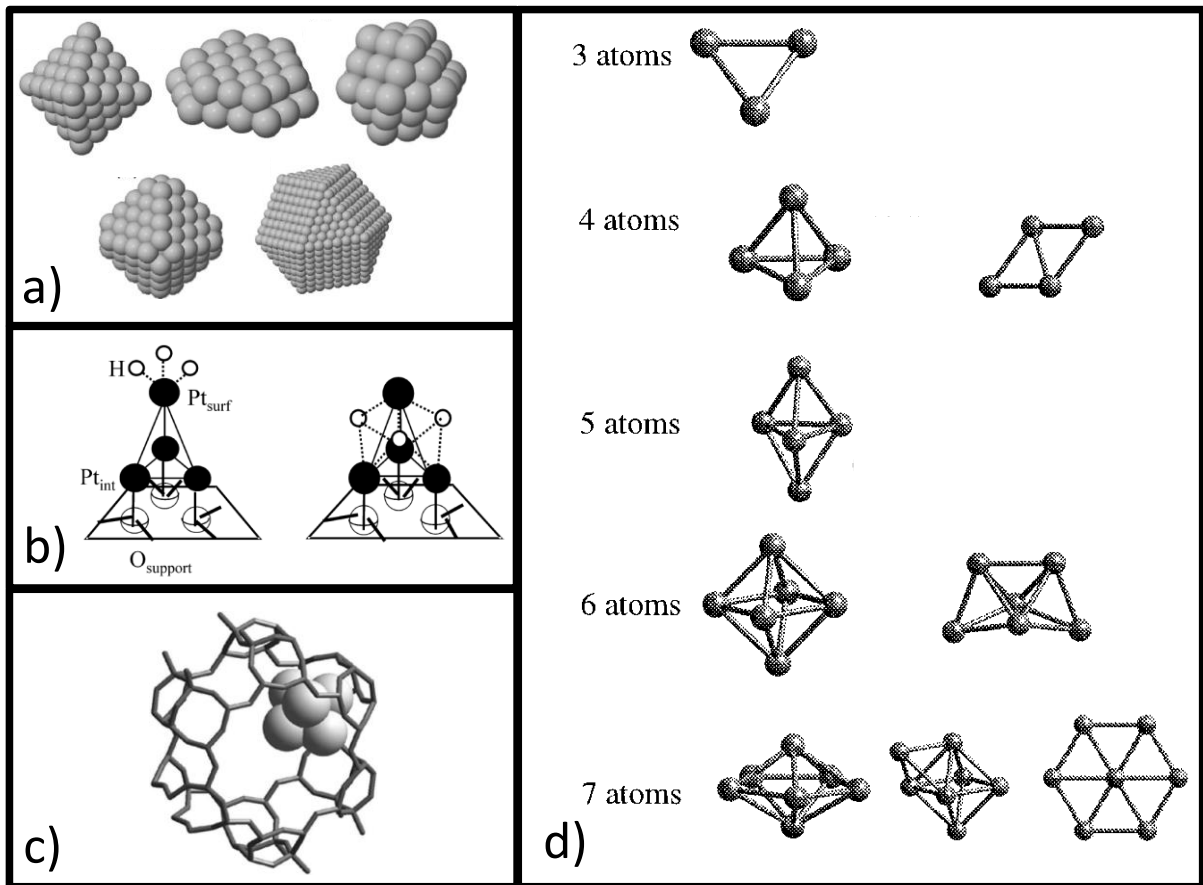 a)
H
Pt_surf
Pt_int
O_support
b)
c)
3 atoms
4 atoms
5 atoms
6 atoms
7 atoms
d)